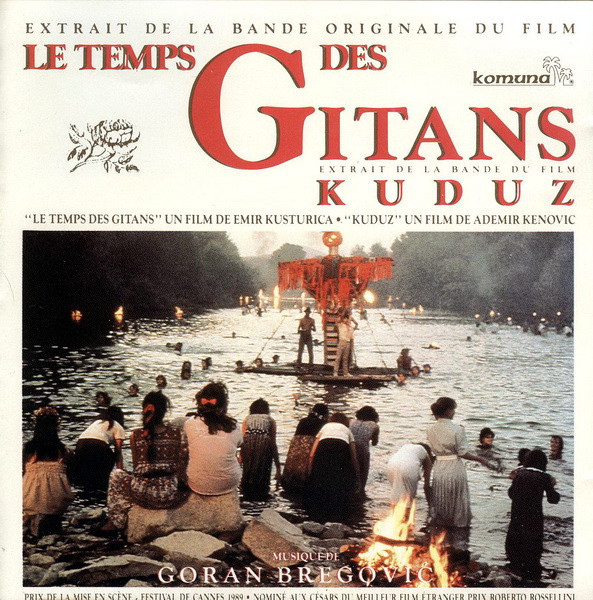 EXTRAIT DE LA BANDE ORIGINALE DU FILM
LE TEMPS DES
GITANS
komuna
EXTRAIT DE LA BANDE DU FILM
KUDUZ
"LE TEMPS DES GITANS" UN FILM DE EMIR KUSTURICA • "KUDUZ" UN FILM DE ADEMIR KENOVIC
MUSIQUE DE
GORAN BREGOVIĆ
PRIX DE LA MISE EN SCÈNE - FESTIVAL DE CANNES 1989 • NOMINÉ AUX CÉSARS DU MEILLEUR FILM ÉTRANGER PRIX ROBERTO ROSSELLINI